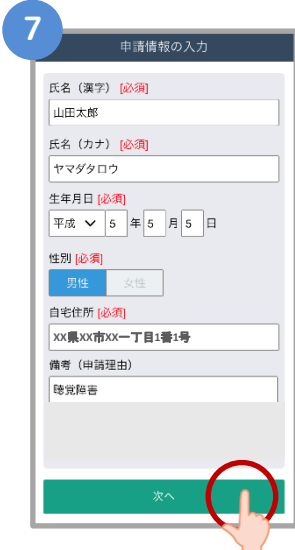 7
申請情報の入力
氏名（漢字） [必須]
山田太郎
氏名（カナ） [必須]
ヤマダタロウ
生年月日 [必須]
平成 5 年 5 月 5 日
性別 [必須]
男性 女性
自宅住所 [必須]
XX県XX市XX一丁目1番1号
備考（申請理由）
聴覚障害
次へ